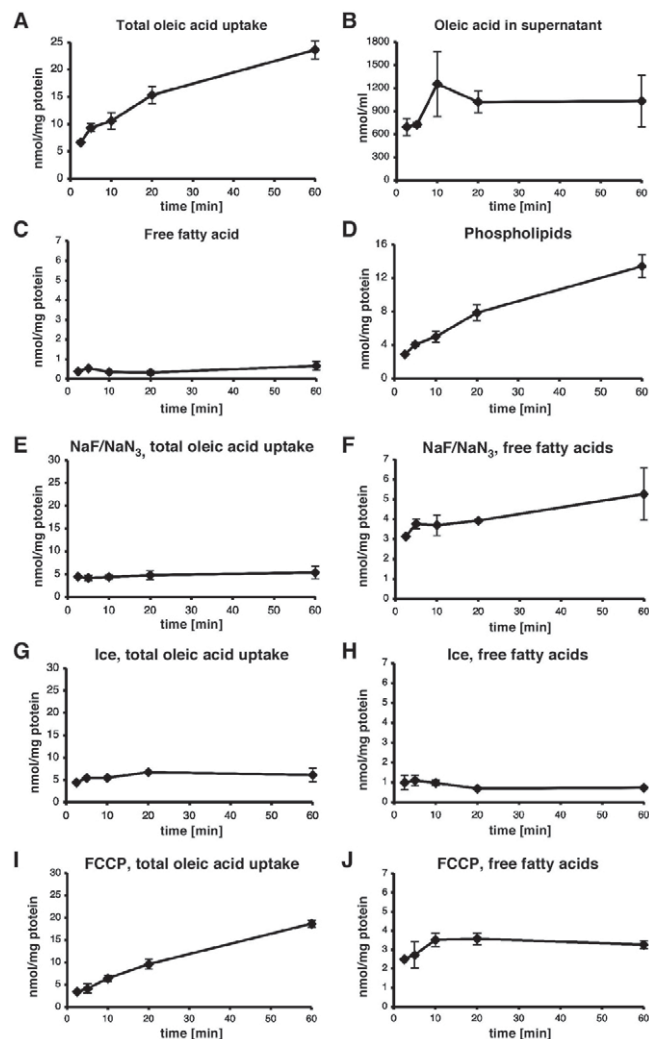 A Total oleic acid uptake
25
20
15
10
5
0
nmol/mg ptotein
0 10 20 30 40 50 60
time [min]
B Oleic acid in supernatant
1800
1500
1200
900
600
300
nmol/ml
0 10 20 30 40 50 60
time [min]
C Free fatty acid
7
6
5
4
3
2
1
0
nmol/mg ptotein
0 10 20 30 40 50 60
time [min]
D Phospholipids
16
12
8
4
0
nmol/mg ptotein
0 10 20 30 40 50 60
time [min]
E NaF/NaN3, total oleic acid uptake
30
25
20
15
10
5
0
nmol/mg ptotein
0 10 20 30 40 50 60
time [min]
F NaF/NaN3, free fatty acids
7
6
5
4
3
2
1
0
nmol/mg ptotein
0 10 20 30 40 50 60
time [min]
G Ice, total oleic acid uptake
30
25
20
15
10
5
0
nmol/mg ptotein
0 10 20 30 40 50 60
time [min]
H Ice, free fatty acids
7
6
5
4
3
2
1
0
nmol/mg ptotein
0 10 20 30 40 50 60
time [min]
I FCCP, total oleic acid uptake
30
25
20
15
10
5
0
nmol/mg ptotein
0 10 20 30 40 50 60
time [min]
J FCCP, free fatty acids
7
6
5
4
3
2
1
0
nmol/mg ptotein
0 10 20 30 40 50 60
time [min]